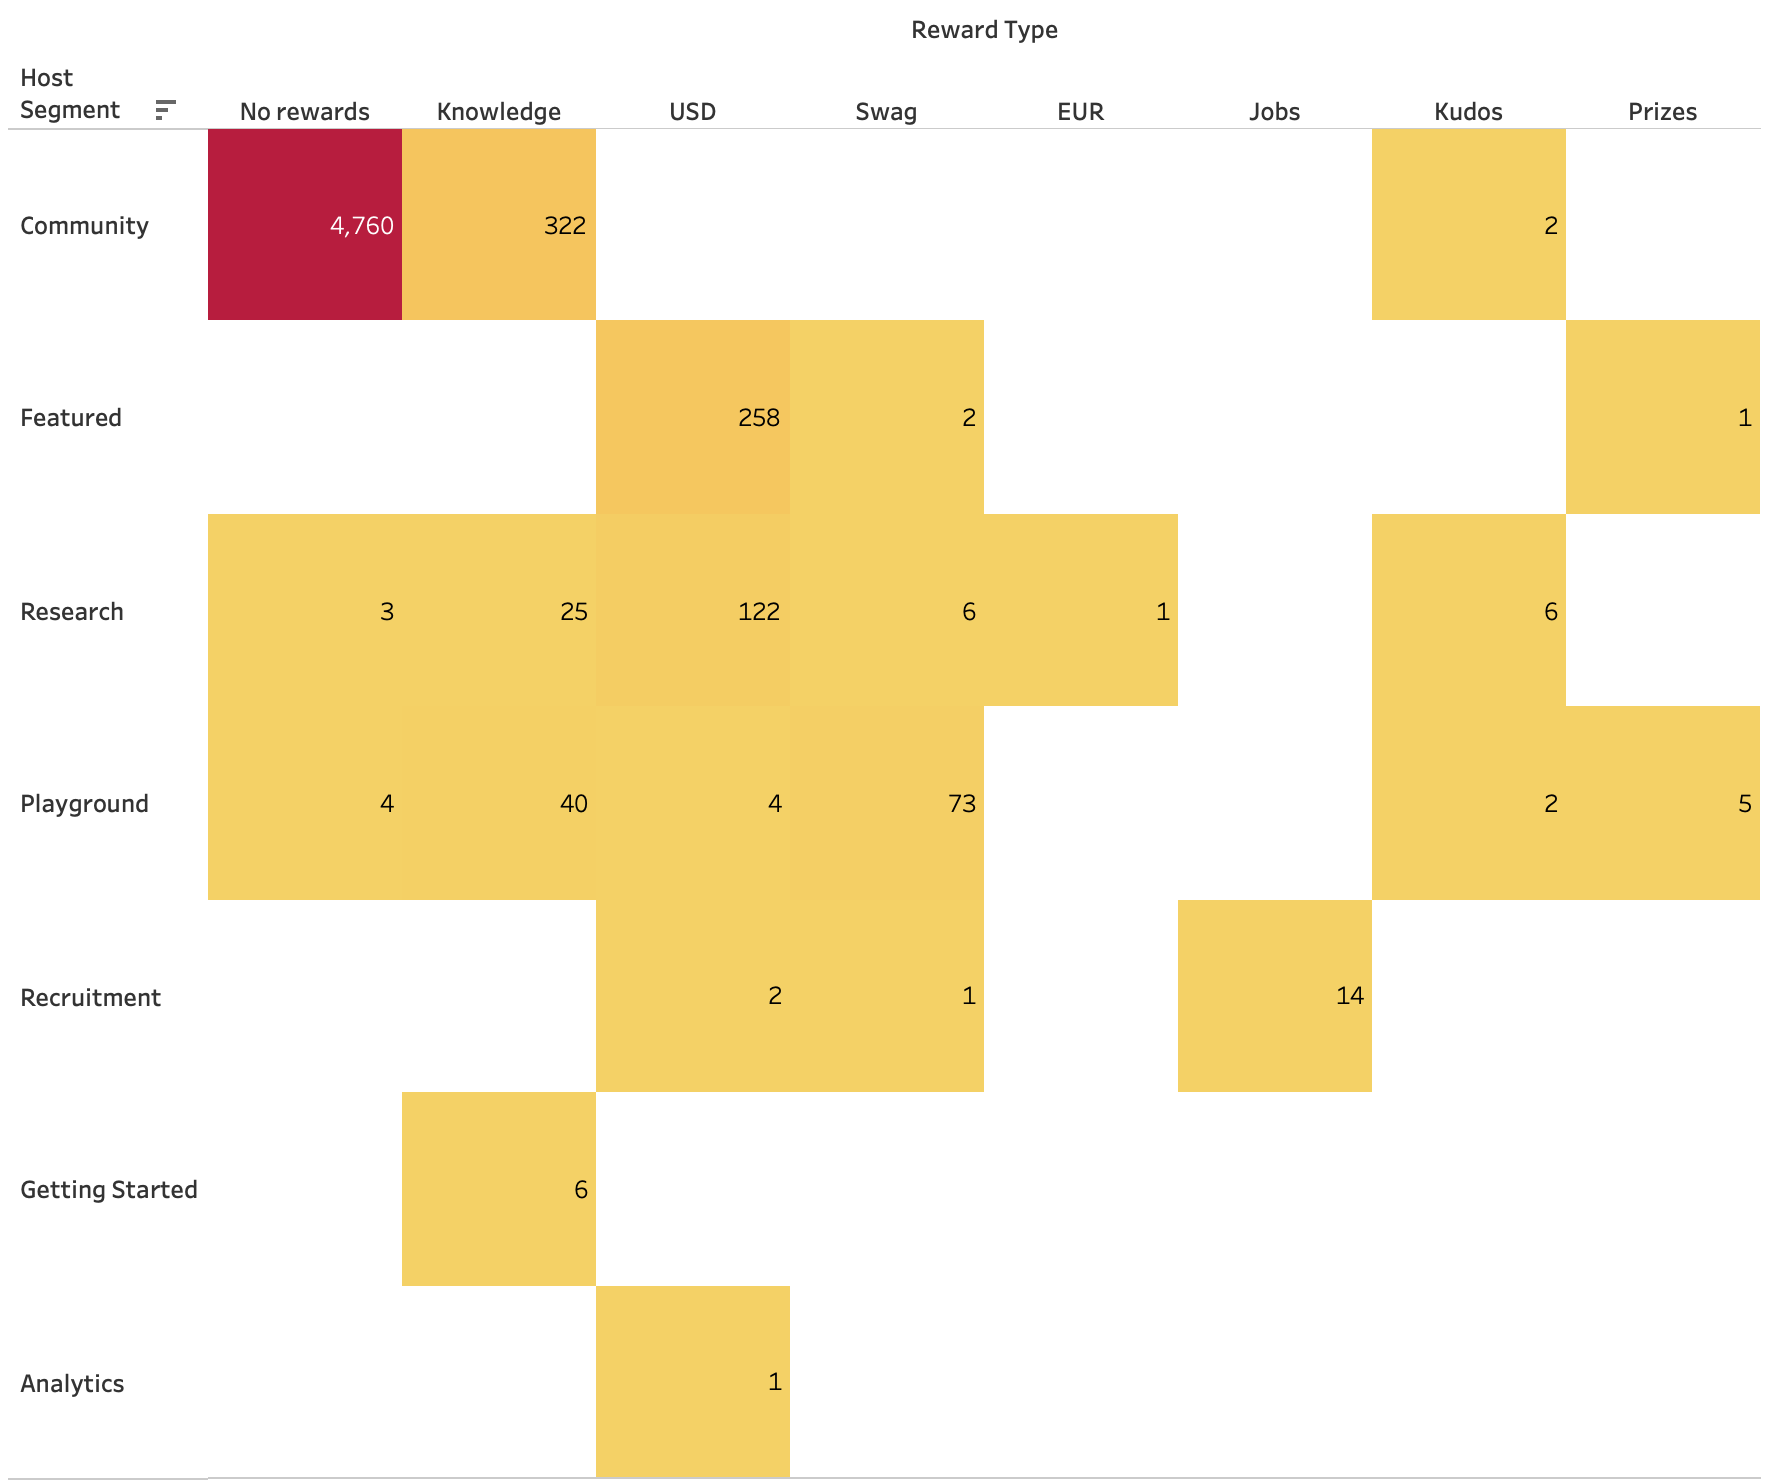 Reward Type
Host
Segment
No rewards Knowledge USD Swag EUR Jobs Kudos Prizes
Community 4,760 322 2
Featured 258 2 1
Research 3 25 122 6 1 6
Playground 4 40 4 73 2 5
Recruitment 2 1 14
Getting Started 6
Analytics 1